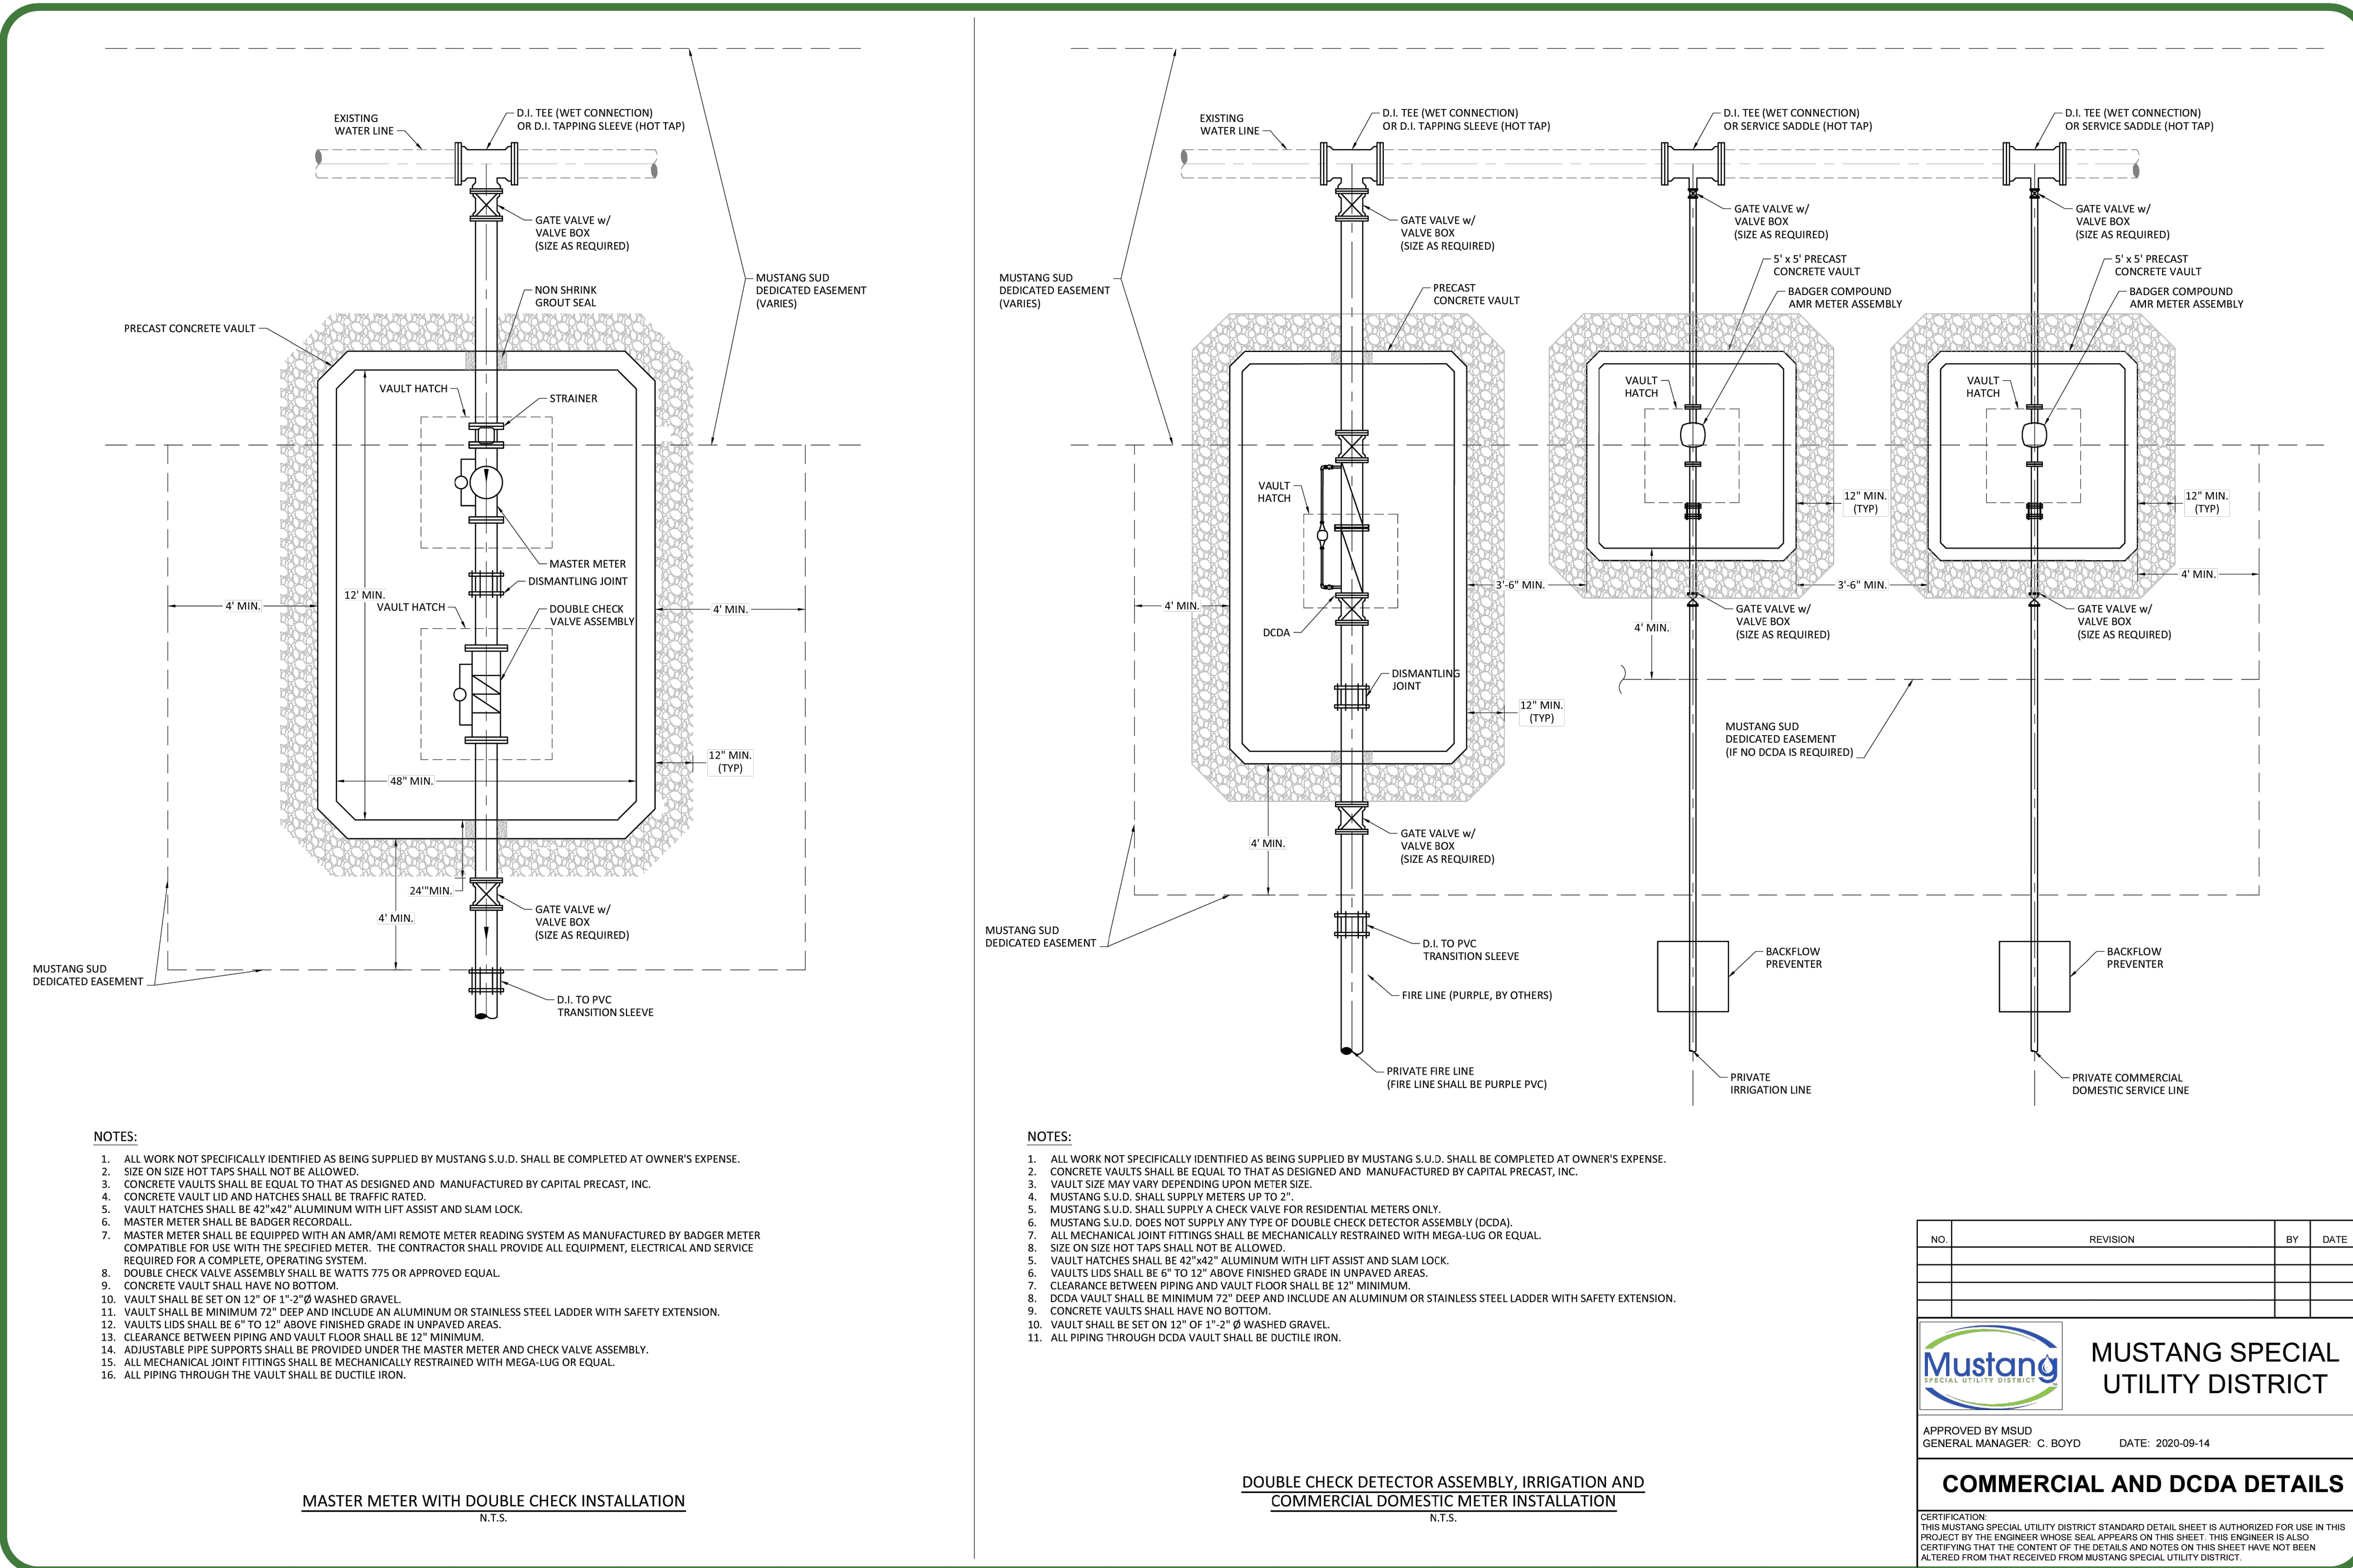 EXISTING
WATER LINE
D.I. TEE (WET CONNECTION)
OR D.I. TAPPING SLEEVE (HOT TAP)
GATE VALVE w/
VALVE BOX
(SIZE AS REQUIRED)
MUSTANG SUD
DEDICATED EASEMENT
(VARIES)
NON SHRINK
GROUT SEAL
PRECAST CONCRETE VAULT
VAULT HATCH
STRAINER
MASTER METER
DISMANTLING JOINT
12' MIN.
VAULT HATCH
DOUBLE CHECK
VALVE ASSEMBLY
4' MIN.
4' MIN.
12" MIN.
(TYP)
48" MIN.
24'"MIN.
4' MIN.
GATE VALVE w/
VALVE BOX
(SIZE AS REQUIRED)
MUSTANG SUD
DEDICATED EASEMENT
D.I. TO PVC
TRANSITION SLEEVE
NOTES:
1. ALL WORK NOT SPECIFICALLY IDENTIFIED AS BEING SUPPLIED BY MUSTANG S.U.D. SHALL BE COMPLETED AT OWNER'S EXPENSE.
2. SIZE ON SIZE HOT TAPS SHALL NOT BE ALLOWED.
3. CONCRETE VAULTS SHALL BE EQUAL TO THAT AS DESIGNED AND MANUFACTURED BY CAPITAL PRECAST, INC.
4. CONCRETE VAULT LID AND HATCHES SHALL BE TRAFFIC RATED.
5. VAULT HATCHES SHALL BE 42"x42" ALUMINUM WITH LIFT ASSIST AND SLAM LOCK.
6. MASTER METER SHALL BE BADGER RECORDALL.
7. MASTER METER SHALL BE EQUIPPED WITH AN AMR/AMI REMOTE METER READING SYSTEM AS MANUFACTURED BY BADGER METER
COMPATIBLE FOR USE WITH THE SPECIFIED METER. THE CONTRACTOR SHALL PROVIDE ALL EQUIPMENT, ELECTRICAL AND SERVICE
REQUIRED FOR A COMPLETE, OPERATING SYSTEM.
8. DOUBLE CHECK VALVE ASSEMBLY SHALL BE WATTS 775 OR APPROVED EQUAL.
9. CONCRETE VAULT SHALL HAVE NO BOTTOM.
10. VAULT SHALL BE SET ON 12" OF 1"-2"Ø WASHED GRAVEL.
11. VAULT SHALL BE MINIMUM 72" DEEP AND INCLUDE AN ALUMINUM OR STAINLESS STEEL LADDER WITH SAFETY EXTENSION.
12. VAULTS LIDS SHALL BE 6" TO 12" ABOVE FINISHED GRADE IN UNPAVED AREAS.
13. CLEARANCE BETWEEN PIPING AND VAULT FLOOR SHALL BE 12" MINIMUM.
14. ADJUSTABLE PIPE SUPPORTS SHALL BE PROVIDED UNDER THE MASTER METER AND CHECK VALVE ASSEMBLY.
15. ALL MECHANICAL JOINT FITTINGS SHALL BE MECHANICALLY RESTRAINED WITH MEGA-LUG OR EQUAL.
16. ALL PIPING THROUGH THE VAULT SHALL BE DUCTILE IRON.
MASTER METER WITH DOUBLE CHECK INSTALLATION
N.T.S.
EXISTING
WATER LINE
D.I. TEE (WET CONNECTION)
OR D.I. TAPPING SLEEVE (HOT TAP)
D.I. TEE (WET CONNECTION)
OR SERVICE SADDLE (HOT TAP)
D.I. TEE (WET CONNECTION)
OR SERVICE SADDLE (HOT TAP)
GATE VALVE w/
VALVE BOX
(SIZE AS REQUIRED)
GATE VALVE w/
VALVE BOX
(SIZE AS REQUIRED)
GATE VALVE w/
VALVE BOX
(SIZE AS REQUIRED)
MUSTANG SUD
DEDICATED EASEMENT
(VARIES)
PRECAST
CONCRETE VAULT
5' x 5' PRECAST
CONCRETE VAULT
BADGER COMPOUND
AMR METER ASSEMBLY
5' x 5' PRECAST
CONCRETE VAULT
BADGER COMPOUND
AMR METER ASSEMBLY
VAULT
HATCH
VAULT
HATCH
VAULT
HATCH
12" MIN.
(TYP)
12" MIN.
(TYP)
3'-6" MIN.
3'-6" MIN.
4' MIN.
4' MIN.
DCDA
4' MIN.
GATE VALVE w/
VALVE BOX
(SIZE AS REQUIRED)
GATE VALVE w/
VALVE BOX
(SIZE AS REQUIRED)
DISMANTLING
JOINT
12" MIN.
(TYP)
MUSTANG SUD
DEDICATED EASEMENT
(IF NO DCDA IS REQUIRED)
4' MIN.
GATE VALVE w/
VALVE BOX
(SIZE AS REQUIRED)
MUSTANG SUD
DEDICATED EASEMENT
D.I. TO PVC
TRANSITION SLEEVE
BACKFLOW
PREVENTER
BACKFLOW
PREVENTER
FIRE LINE (PURPLE, BY OTHERS)
PRIVATE FIRE LINE
(FIRE LINE SHALL BE PURPLE PVC)
PRIVATE
IRRIGATION LINE
PRIVATE COMMERCIAL
DOMESTIC SERVICE LINE
NOTES:
1. ALL WORK NOT SPECIFICALLY IDENTIFIED AS BEING SUPPLIED BY MUSTANG S.U.D. SHALL BE COMPLETED AT OWNER'S EXPENSE.
2. CONCRETE VAULTS SHALL BE EQUAL TO THAT AS DESIGNED AND MANUFACTURED BY CAPITAL PRECAST, INC.
3. VAULT SIZE MAY VARY DEPENDING UPON METER SIZE.
4. MUSTANG S.U.D. SHALL SUPPLY METERS UP TO 2".
5. MUSTANG S.U.D. SHALL SUPPLY A CHECK VALVE FOR RESIDENTIAL METERS ONLY.
6. MUSTANG S.U.D. DOES NOT SUPPLY ANY TYPE OF DOUBLE CHECK DETECTOR ASSEMBLY (DCDA).
7. ALL MECHANICAL JOINT FITTINGS SHALL BE MECHANICALLY RESTRAINED WITH MEGA-LUG OR EQUAL.
8. SIZE ON SIZE HOT TAPS SHALL NOT BE ALLOWED.
5. VAULT HATCHES SHALL BE 42"x42" ALUMINUM WITH LIFT ASSIST AND SLAM LOCK.
6. VAULTS LIDS SHALL BE 6" TO 12" ABOVE FINISHED GRADE IN UNPAVED AREAS.
7. CLEARANCE BETWEEN PIPING AND VAULT FLOOR SHALL BE 12" MINIMUM.
8. DCDA VAULT SHALL BE MINIMUM 72" DEEP AND INCLUDE AN ALUMINUM OR STAINLESS STEEL LADDER WITH SAFETY EXTENSION.
9. CONCRETE VAULTS SHALL HAVE NO BOTTOM.
10. VAULT SHALL BE SET ON 12" OF 1"-2" Ø WASHED GRAVEL.
11. ALL PIPING THROUGH DCDA VAULT SHALL BE DUCTILE IRON.
DOUBLE CHECK DETECTOR ASSEMBLY, IRRIGATION AND
COMMERCIAL DOMESTIC METER INSTALLATION
N.T.S.
NO. REVISION BY DATE
Mustang
SPECIAL UTILITY DISTRICT
MUSTANG SPECIAL
UTILITY DISTRICT
APPROVED BY MSUD
GENERAL MANAGER: C. BOYD DATE: 2020-09-14
COMMERCIAL AND DCDA DETAILS
CERTIFICATION:
THIS MUSTANG SPECIAL UTILITY DISTRICT STANDARD DETAIL SHEET IS AUTHORIZED FOR USE IN THIS
PROJECT BY THE ENGINEER WHOSE SEAL APPEARS ON THIS SHEET. THIS ENGINEER IS ALSO
CERTIFYING THAT THE CONTENT OF THE DETAILS AND NOTES ON THIS SHEET HAVE NOT BEEN
ALTERED FROM THAT RECEIVED FROM MUSTANG SPECIAL UTILITY DISTRICT.